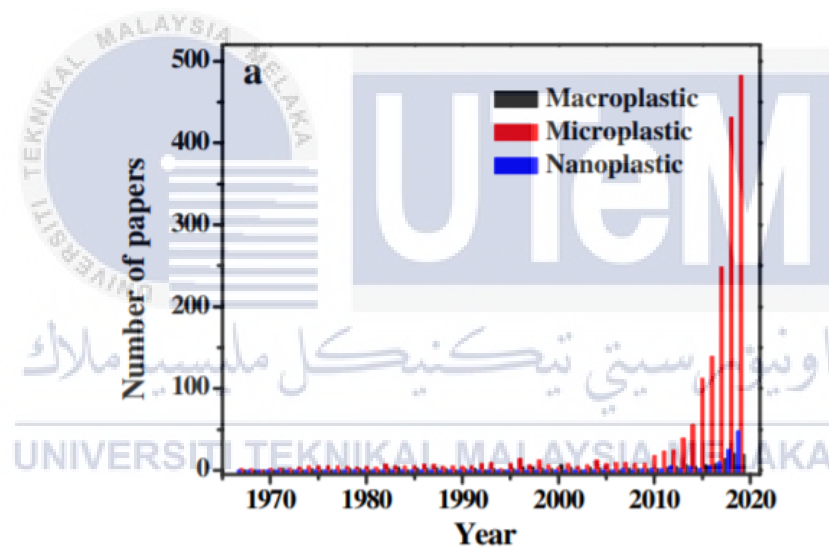 UNIVERSITI TEKNIKAL MALAYSIA MELAKA
UTeM
a
Macroplastic
Microplastic
Nanoplastic
Number of papers
500
400
300
200
100
0
اونيۏرسيتي تيكنيكل مليسيا ملاك
UNIVERSITI TEKNIKAL MALAYSIA MELAKA
1970 1980 1990 2000 2010 2020
Year